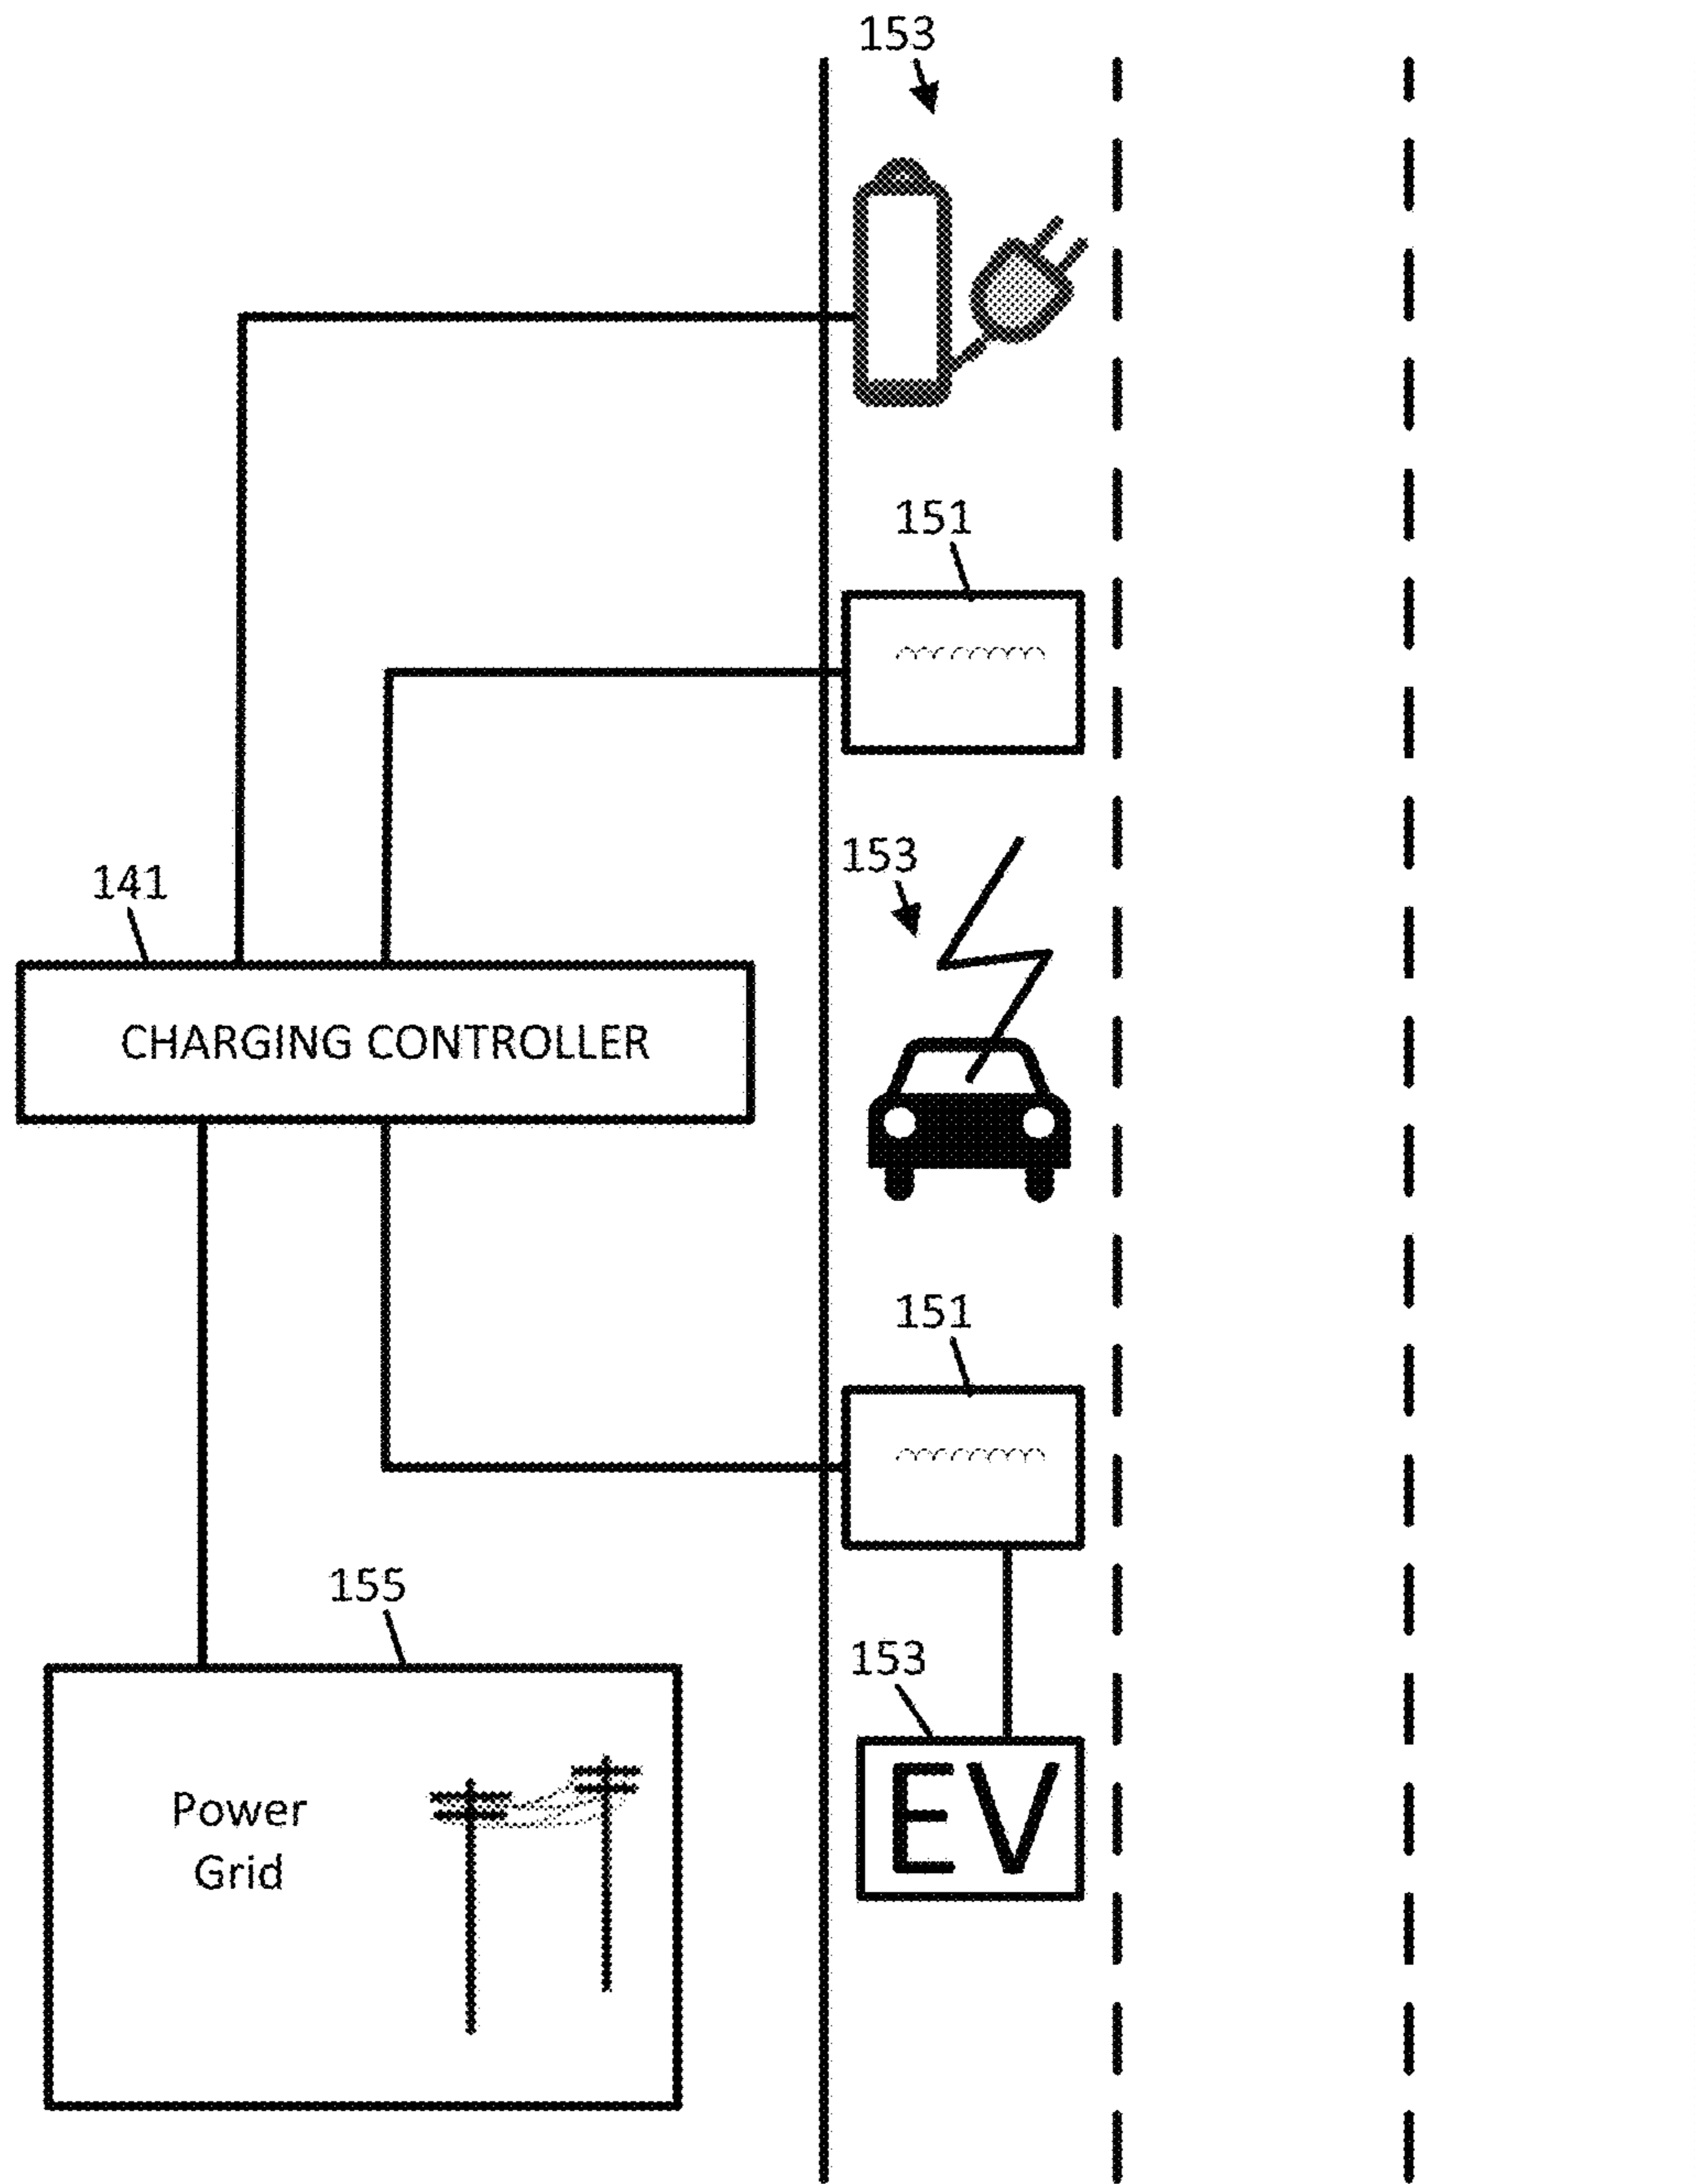 153
151
153
141
CHARGING CONTROLLER
151
155
153
Power
Grid
EV